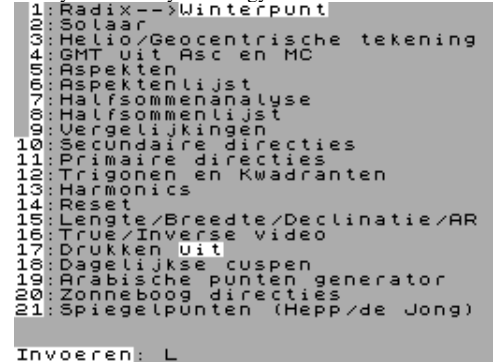 1:Radix-->Winterpunt
2:Solaar
3:Helio/Geocentrische tekening
4:GMT uit Asc en MC
5:Aspekten
6:Aspektenlijst
7:Halfsommenanalyse
8:Halfsommenlijst
9:Vergelijkingen
10:Secundaire directies
11:Primaire directies
12:Trigonen en Kwadranten
13:Harmonics
14:Reset
15:Lengte/Breedte/Declinatie/AR
16:True/Inverse video
17:Drukken uit
18:Dagelijkse cuspen
19:Arabische punten generator
20:Zonneboog directies
21:Spiegelpunten (Hepp/de Jong)
Invoeren: L